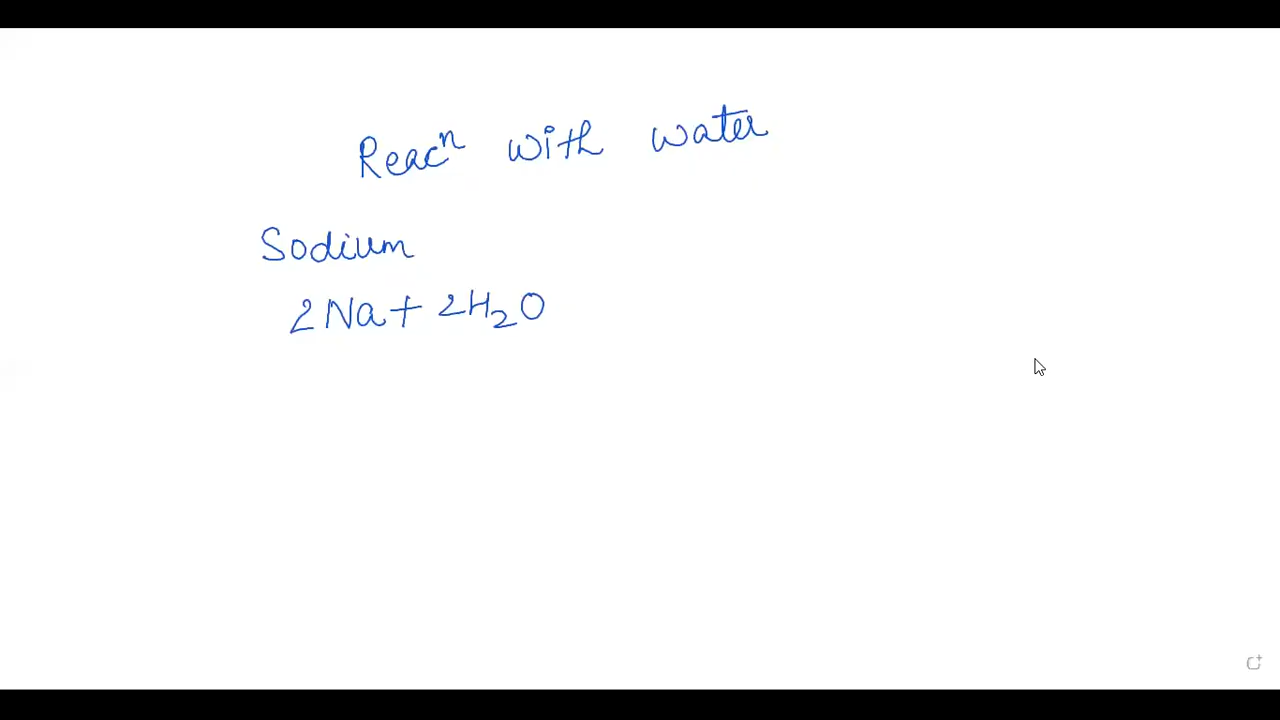 Reacⁿ with water
Sodium
2Na + 2H₂O